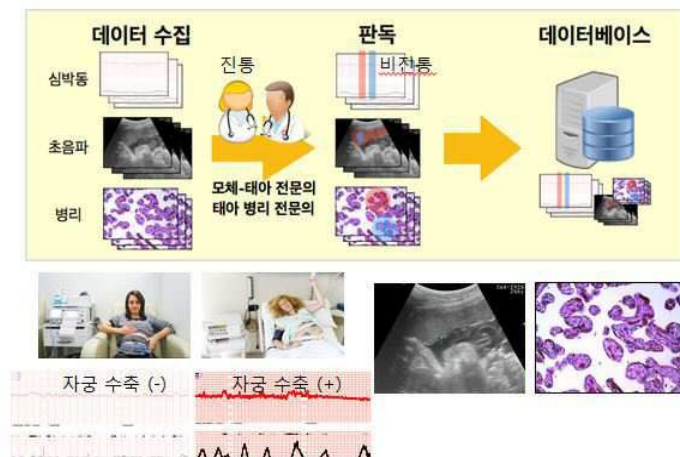 데이터 수집
판독
데이터베이스
진통
비전통
심박동
초음파
병리
모체-태아 전문의
태아 병리 전문의
자궁 수축 (-)
자궁 수축 (+)